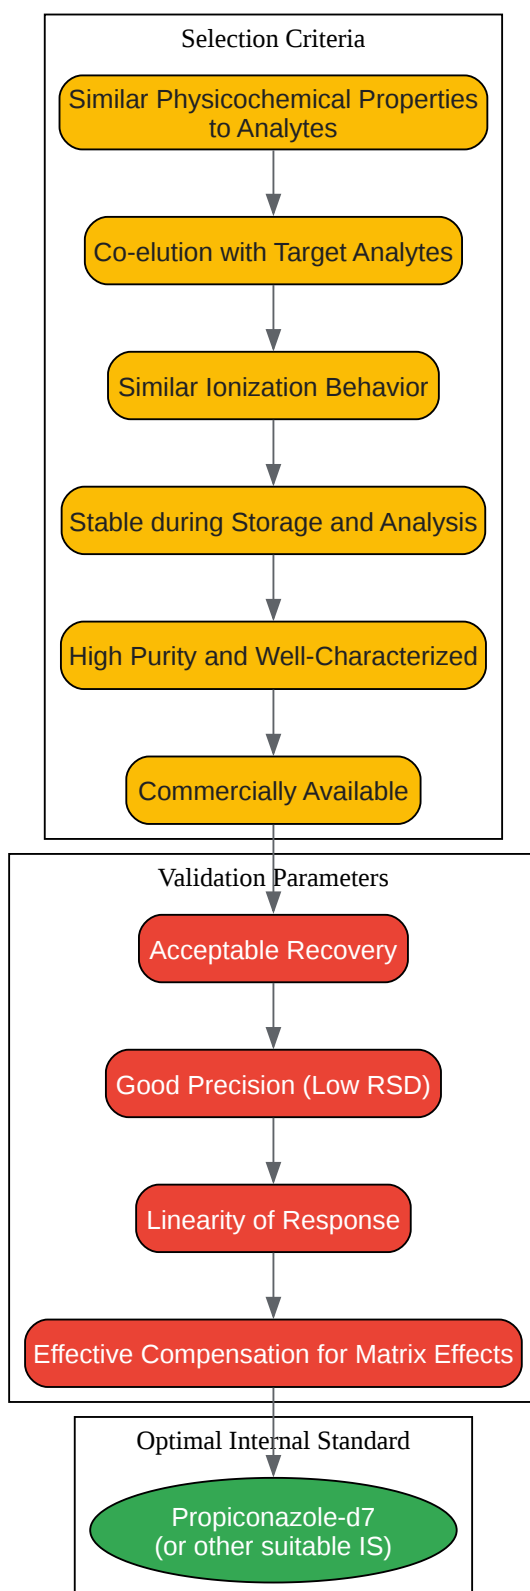 Selection Criteria
Similar Physicochemical Properties
to Analytes
Co-elution with Target Analytes
Similar Ionization Behavior
Stable during Storage and Analysis
High Purity and Well-Characterized
Commercially Available
Validation Parameters
Acceptable Recovery
Good Precision (Low RSD)
Linearity of Response
Effective Compensation for Matrix Effects
Optimal Internal Standard
Propiconazole-d7
(or other suitable IS)